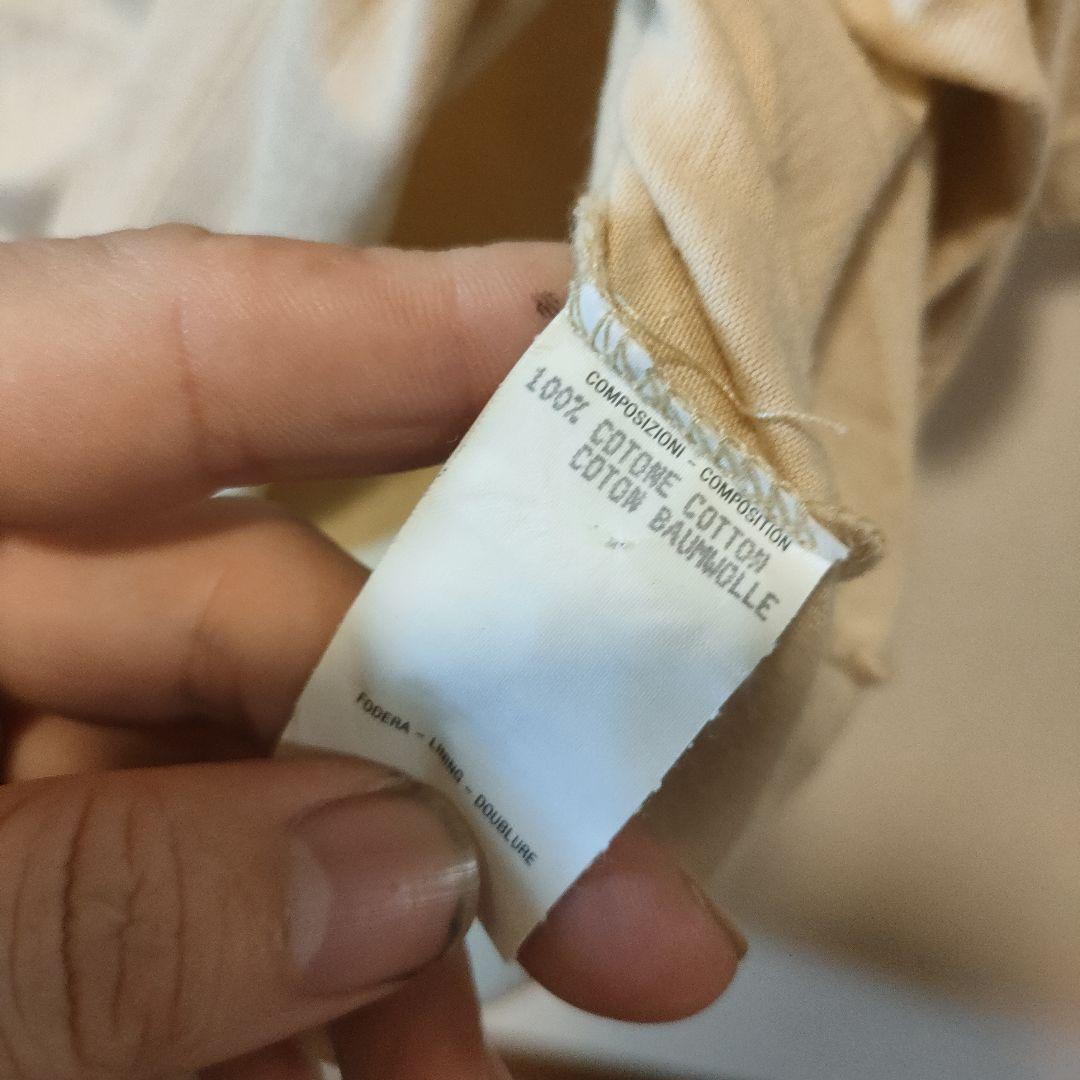 COMPOSIZIONI - COMPOSITION
100% COTONE COTTON
COTON BAUMWOLLE
FODERA - LINING - DOUBLURE